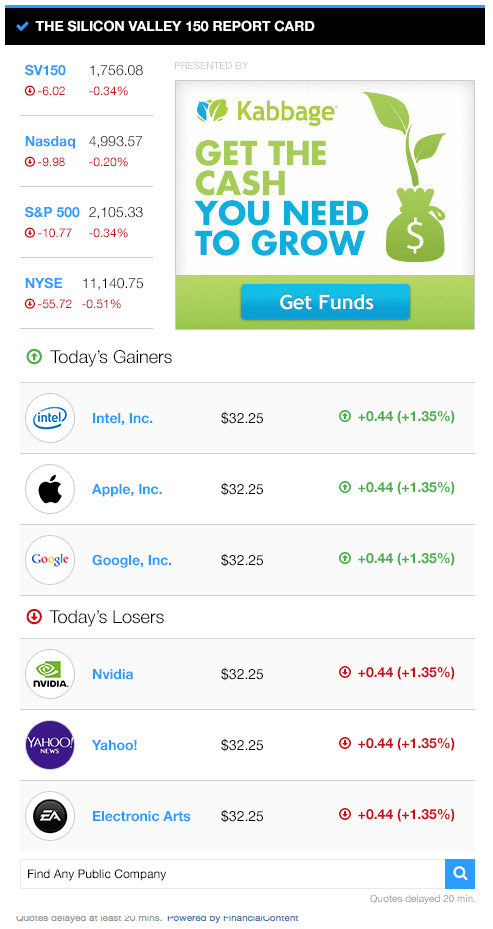 THE SILICON VALLEY 150 REPORT CARD
SV150 1,756.08
-6.02 -0.34%
Nasdaq 4,993.57
-9.98 -0.20%
S&P 500 2,105.33
-10.77 -0.34%
NYSE 11,140.75
-55.72 -0.51%
PRESENTED BY
Kabbage
GET THE
CASH
YOU NEED
TO GROW
$
Get Funds
Today's Gainers
intel Intel, Inc. $32.25 +0.44 (+1.35%)
Apple, Inc. $32.25 +0.44 (+1.35%)
Google Google, Inc. $32.25 +0.44 (+1.35%)
Today's Losers
NVIDIA. Nvidia $32.25 +0.44 (+1.35%)
YAHOO! NEWS Yahoo! $32.25 +0.44 (+1.35%)
EA Electronic Arts $32.25 +0.44 (+1.35%)
Find Any Public Company
Quotes delayed 20 min.
Quotes delayed at least 20 mins. Powered by FinancialContent